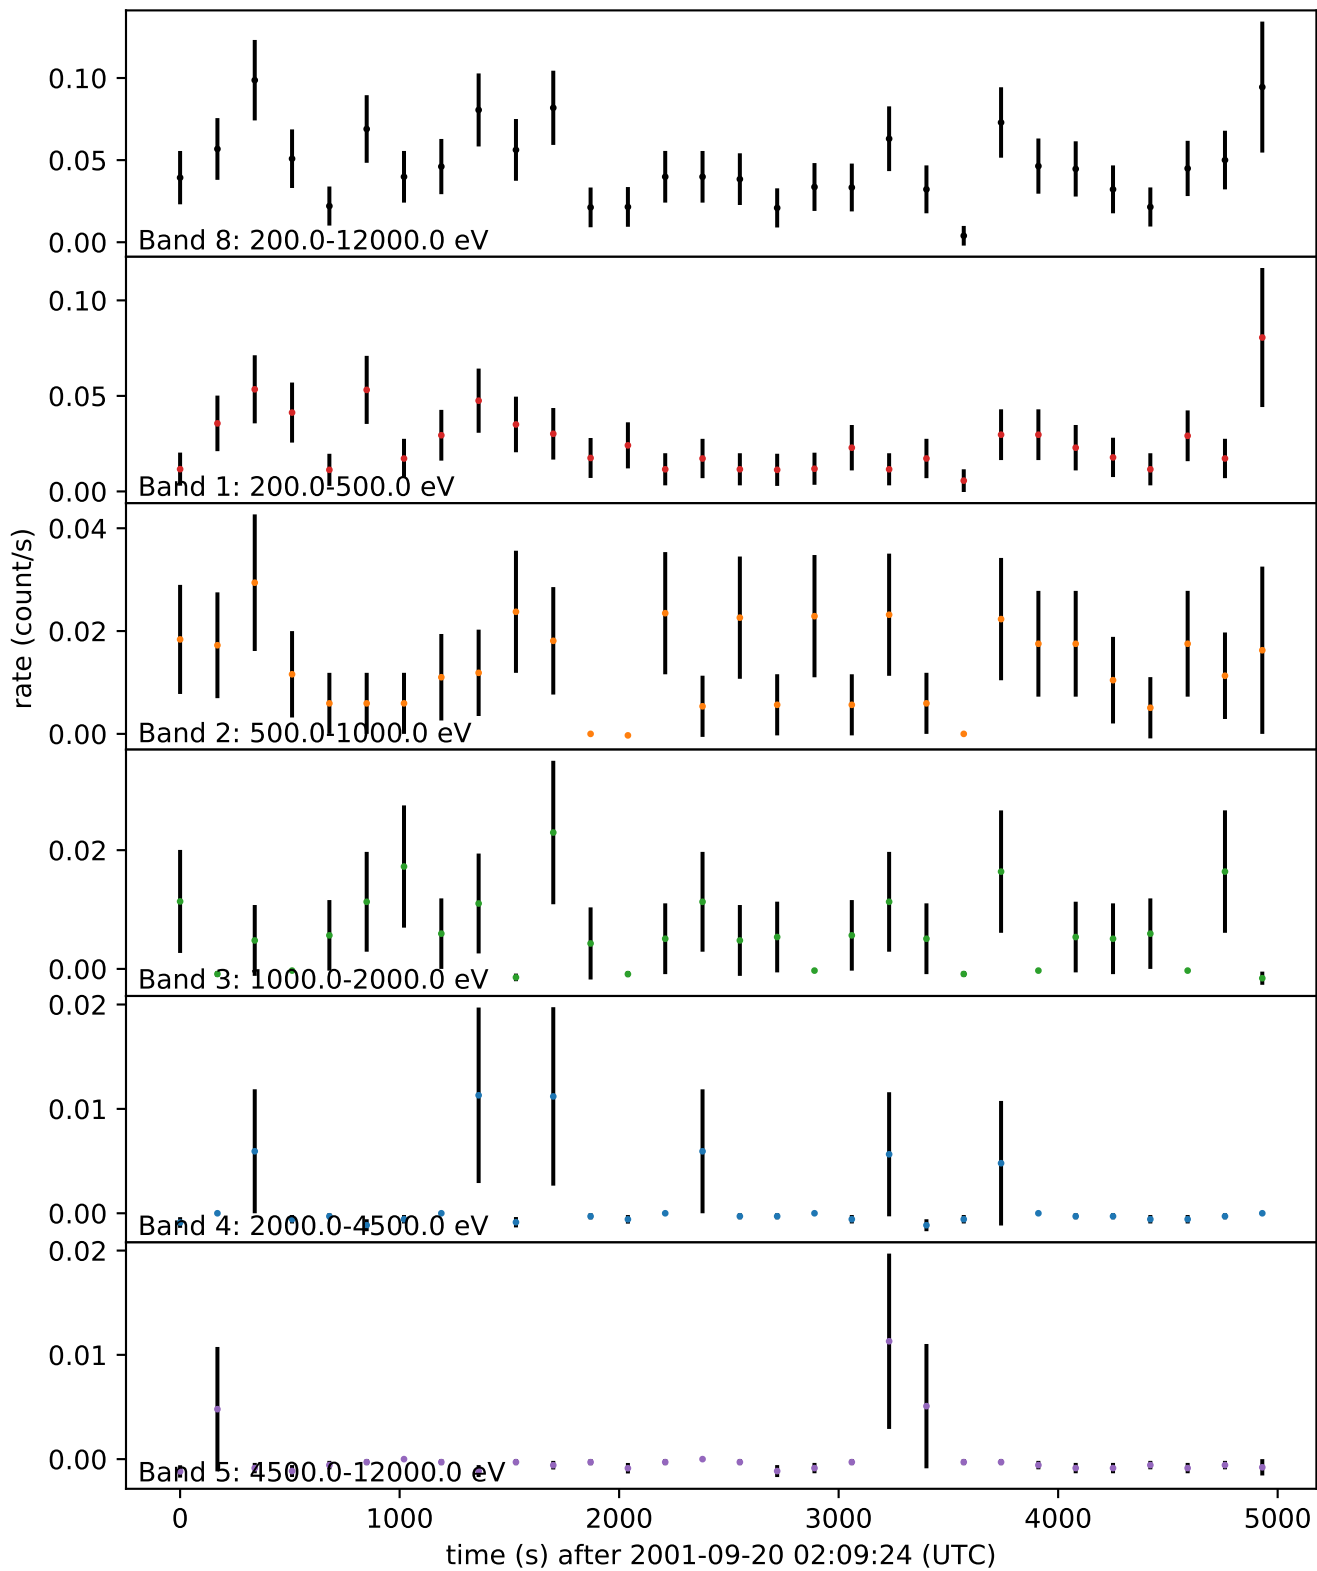 0.10
0.05
0.00
Band 8: 200.0-12000.0 eV
0.10
0.05
0.00
Band 1: 200.0-500.0 eV
rate (count/s)
0.04
0.02
0.00
Band 2: 500.0-1000.0 eV
0.02
0.00
Band 3: 1000.0-2000.0 eV
0.02
0.01
0.00
Band 4: 2000.0-4500.0 eV
0.02
0.01
0.00
Band 5: 4500.0-12000.0 eV
0 1000 2000 3000 4000 5000
time (s) after 2001-09-20 02:09:24 (UTC)